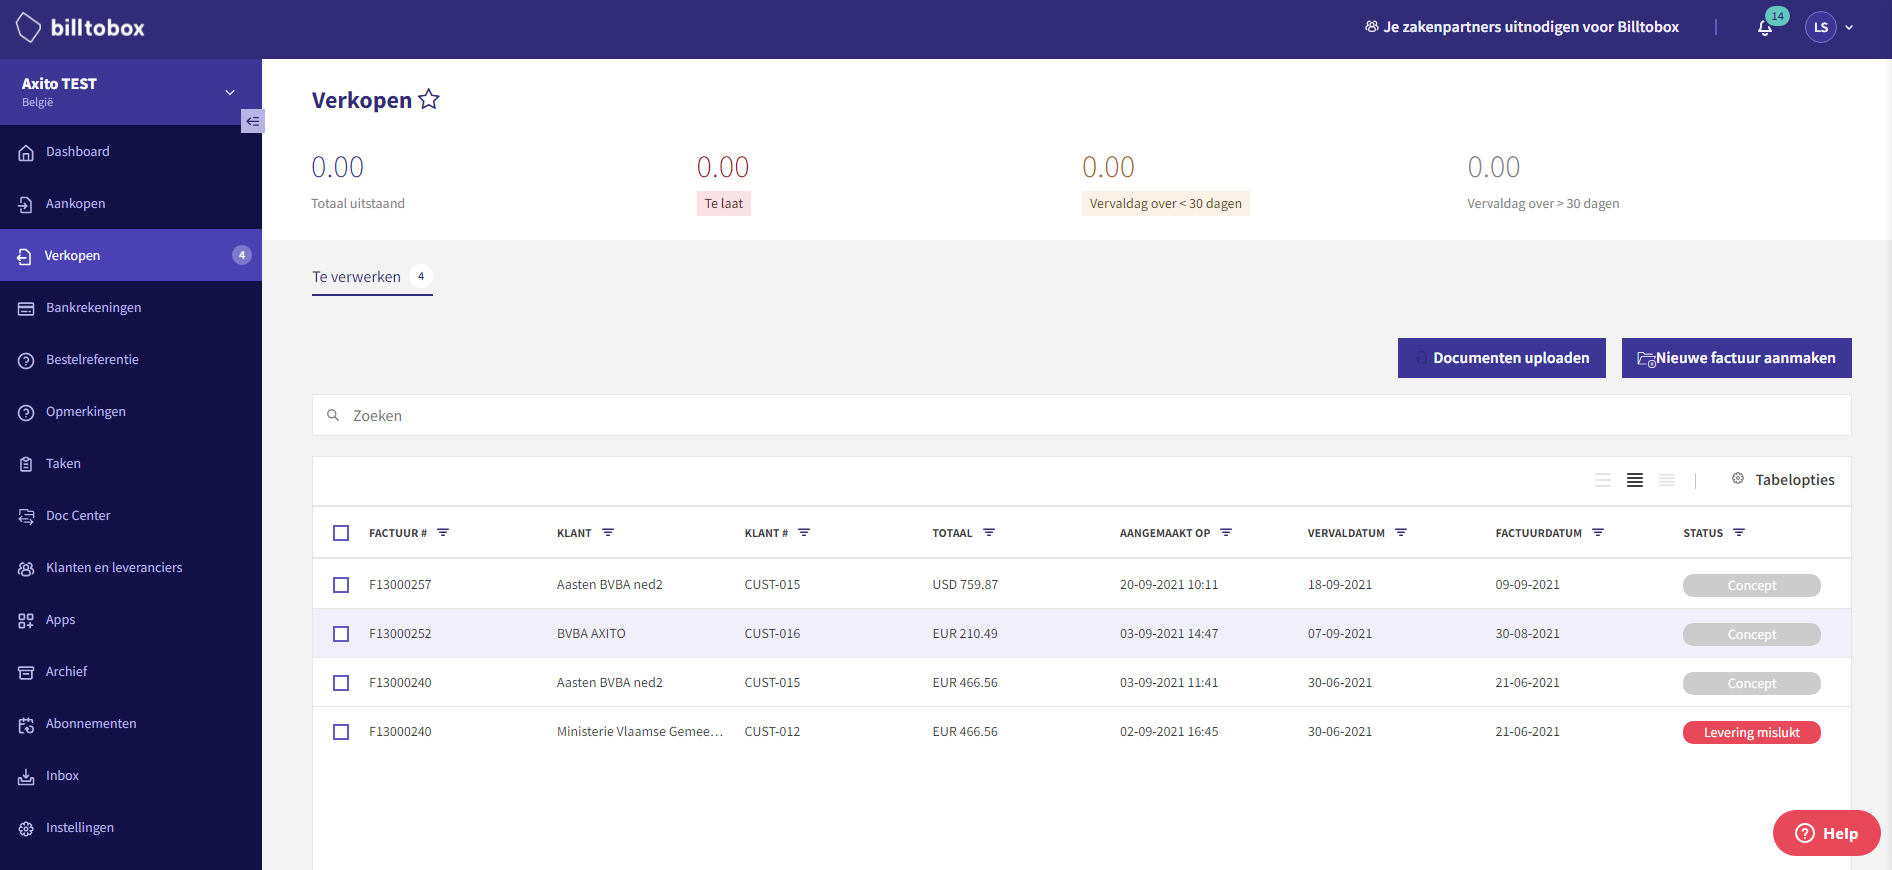 billtobox
Je zakenpartners uitnodigen voor Billtobox
14
LS
Axito TEST
België
Dashboard
Aankopen
Verkopen 4
Bankrekeningen
Bestelreferentie
Opmerkingen
Taken
Doc Center
Klanten en leveranciers
Apps
Archief
Abonnementen
Inbox
Instellingen
Verkopen
0.00 0.00 0.00 0.00
Totaal uitstaand Te laat Vervaldag over < 30 dagen Vervaldag over > 30 dagen
Te verwerken 4
Documenten uploaden Nieuwe factuur aanmaken
Zoeken
Tabelopties
FACTUUR # KLANT KLANT # TOTAAL AANGEMAAKT OP VERVALDATUM FACTUURDATUM STATUS
F13000257 Aasten BVBA ned2 CUST-015 USD 759.87 20-09-2021 10:11 18-09-2021 09-09-2021 Concept
F13000252 BVBA AXITO CUST-016 EUR 210.49 03-09-2021 14:47 07-09-2021 30-08-2021 Concept
F13000240 Aasten BVBA ned2 CUST-015 EUR 466.56 03-09-2021 11:41 30-06-2021 21-06-2021 Concept
F13000240 Ministerie Vlaamse Gemee… CUST-012 EUR 466.56 02-09-2021 16:45 30-06-2021 21-06-2021 Levering mislukt
Help